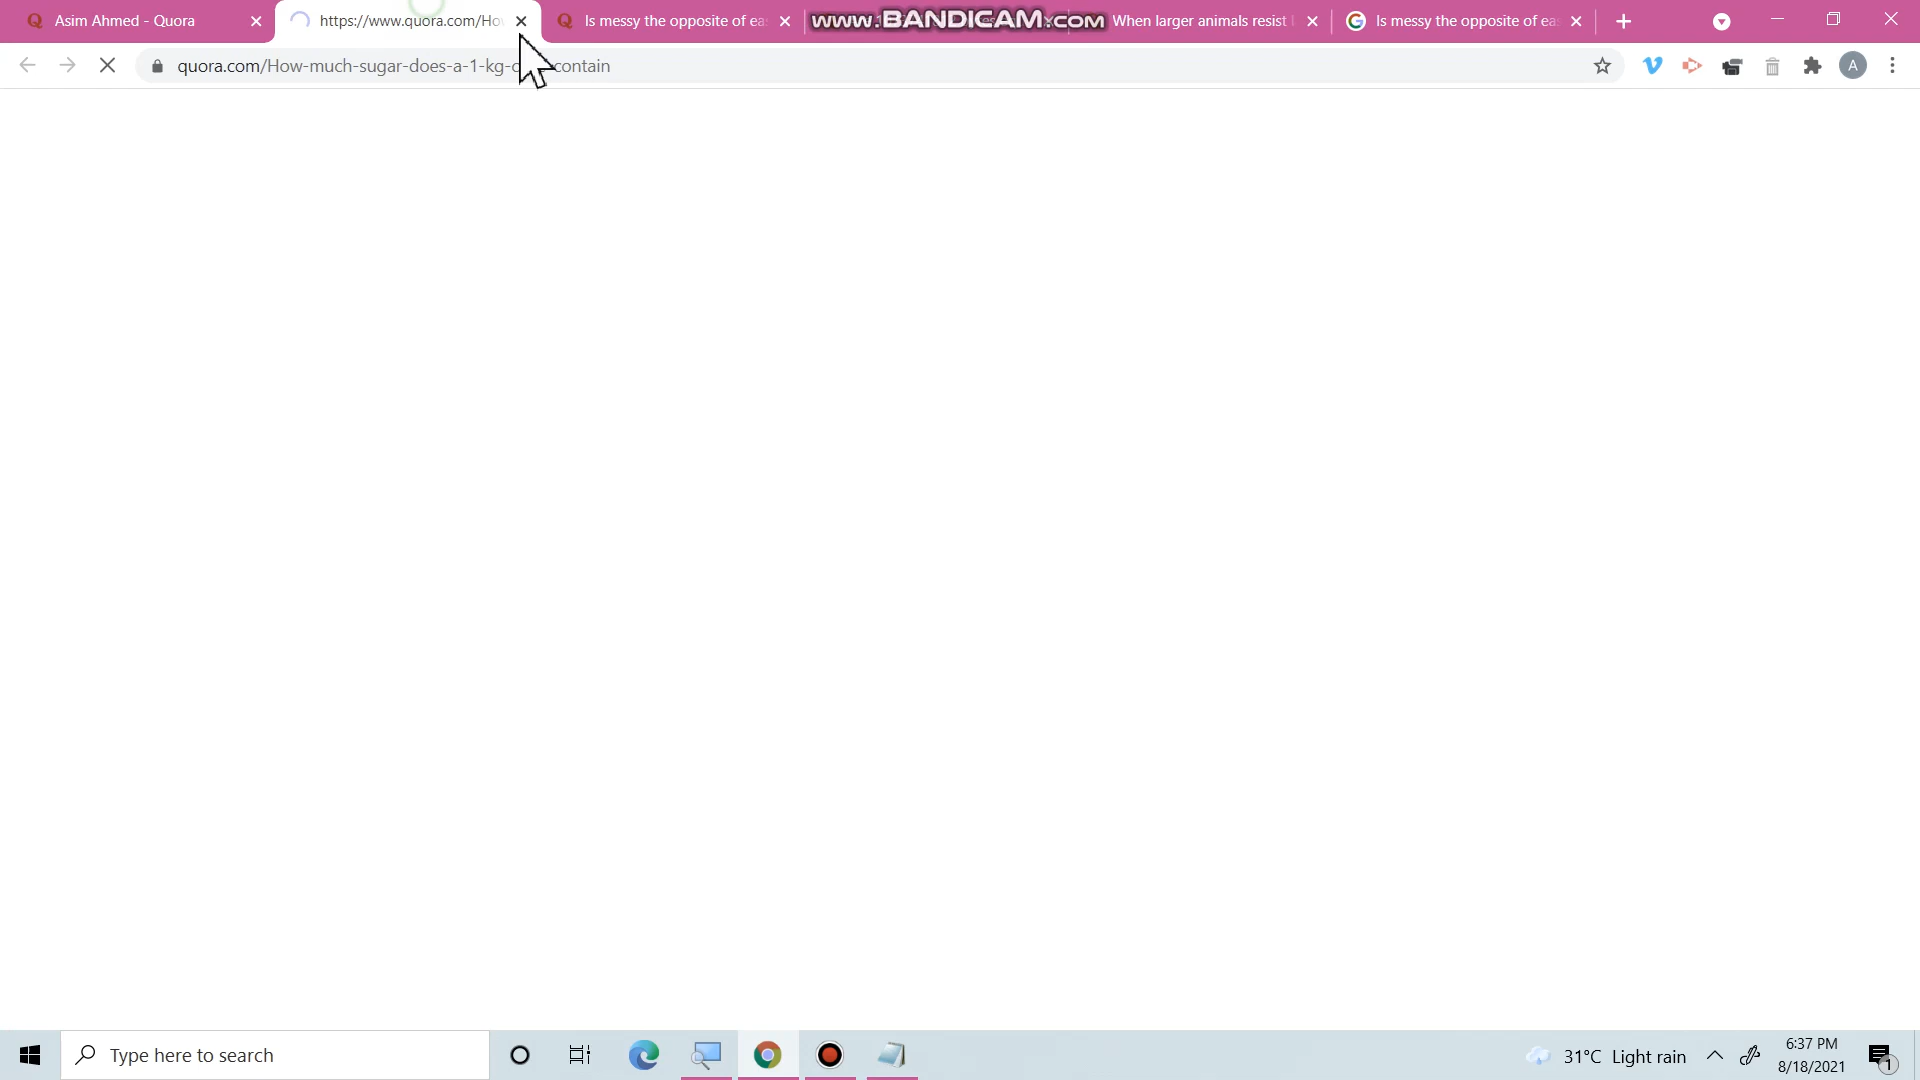 Asim Ahmed - Quora
https://www.quora.com/Ho
Is messy the opposite of ea
www.BANDICAM.com
When larger animals resist
Is messy the opposite of eas
quora.com/How-much-sugar-does-a-1-kg- contain
A
Type here to search
31°C Light rain
6:37 PM
8/18/2021
1